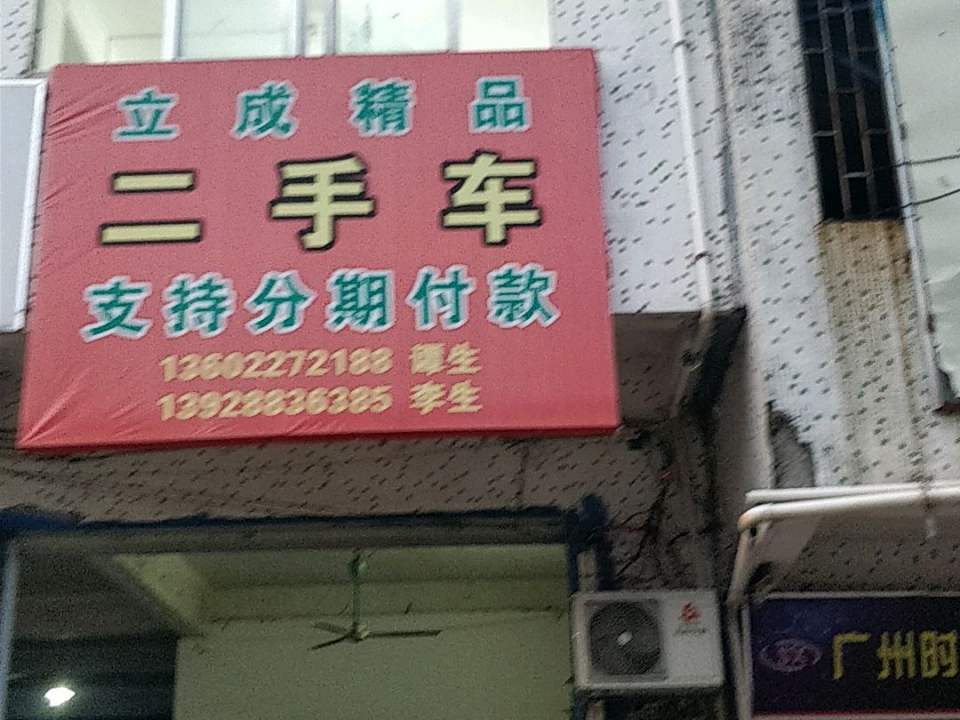 立成精品
二手车
支持分期付款
13602272188 谭生
13928836385 李生
广州时